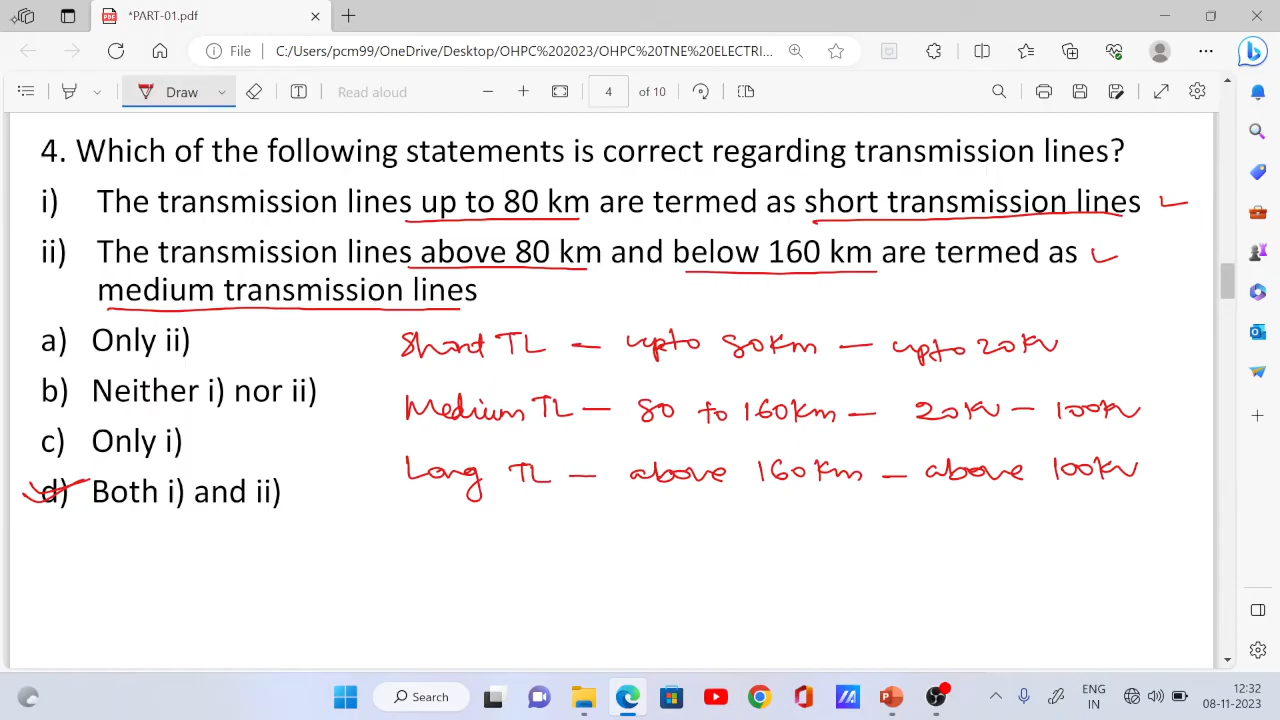 *PART-01.pdf
File
C:/Users/pcm99/OneDrive/Desktop/OHPC%202023/OHPC%20TNE%20ELECTRI...
Draw
Read aloud
4
of 10
4. Which of the following statements is correct regarding transmission lines?
i) The transmission lines up to 80 km are termed as short transmission lines
ii) The transmission lines above 80 km and below 160 km are termed as
medium transmission lines
a) Only ii)
Short TL – upto 80Km – upto 20KV
b) Neither i) nor ii)
Medium TL – 80 to 160Km – 20KV – 100KV
c) Only i)
Long TL – above 160Km – above 100KV
d) Both i) and ii)
Search
ENG
IN
12:32
08-11-2023